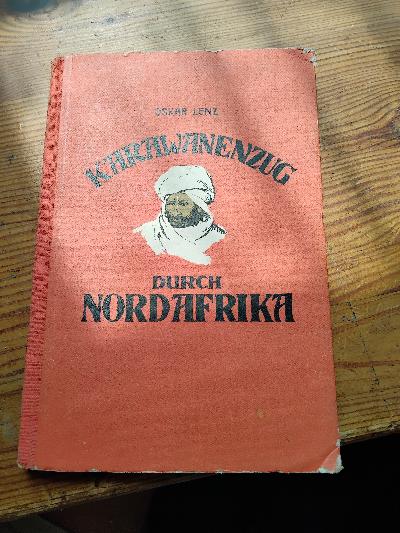 OSKAR LENZ
KARAWANENZUG
DURCH
NORDAFRIKA